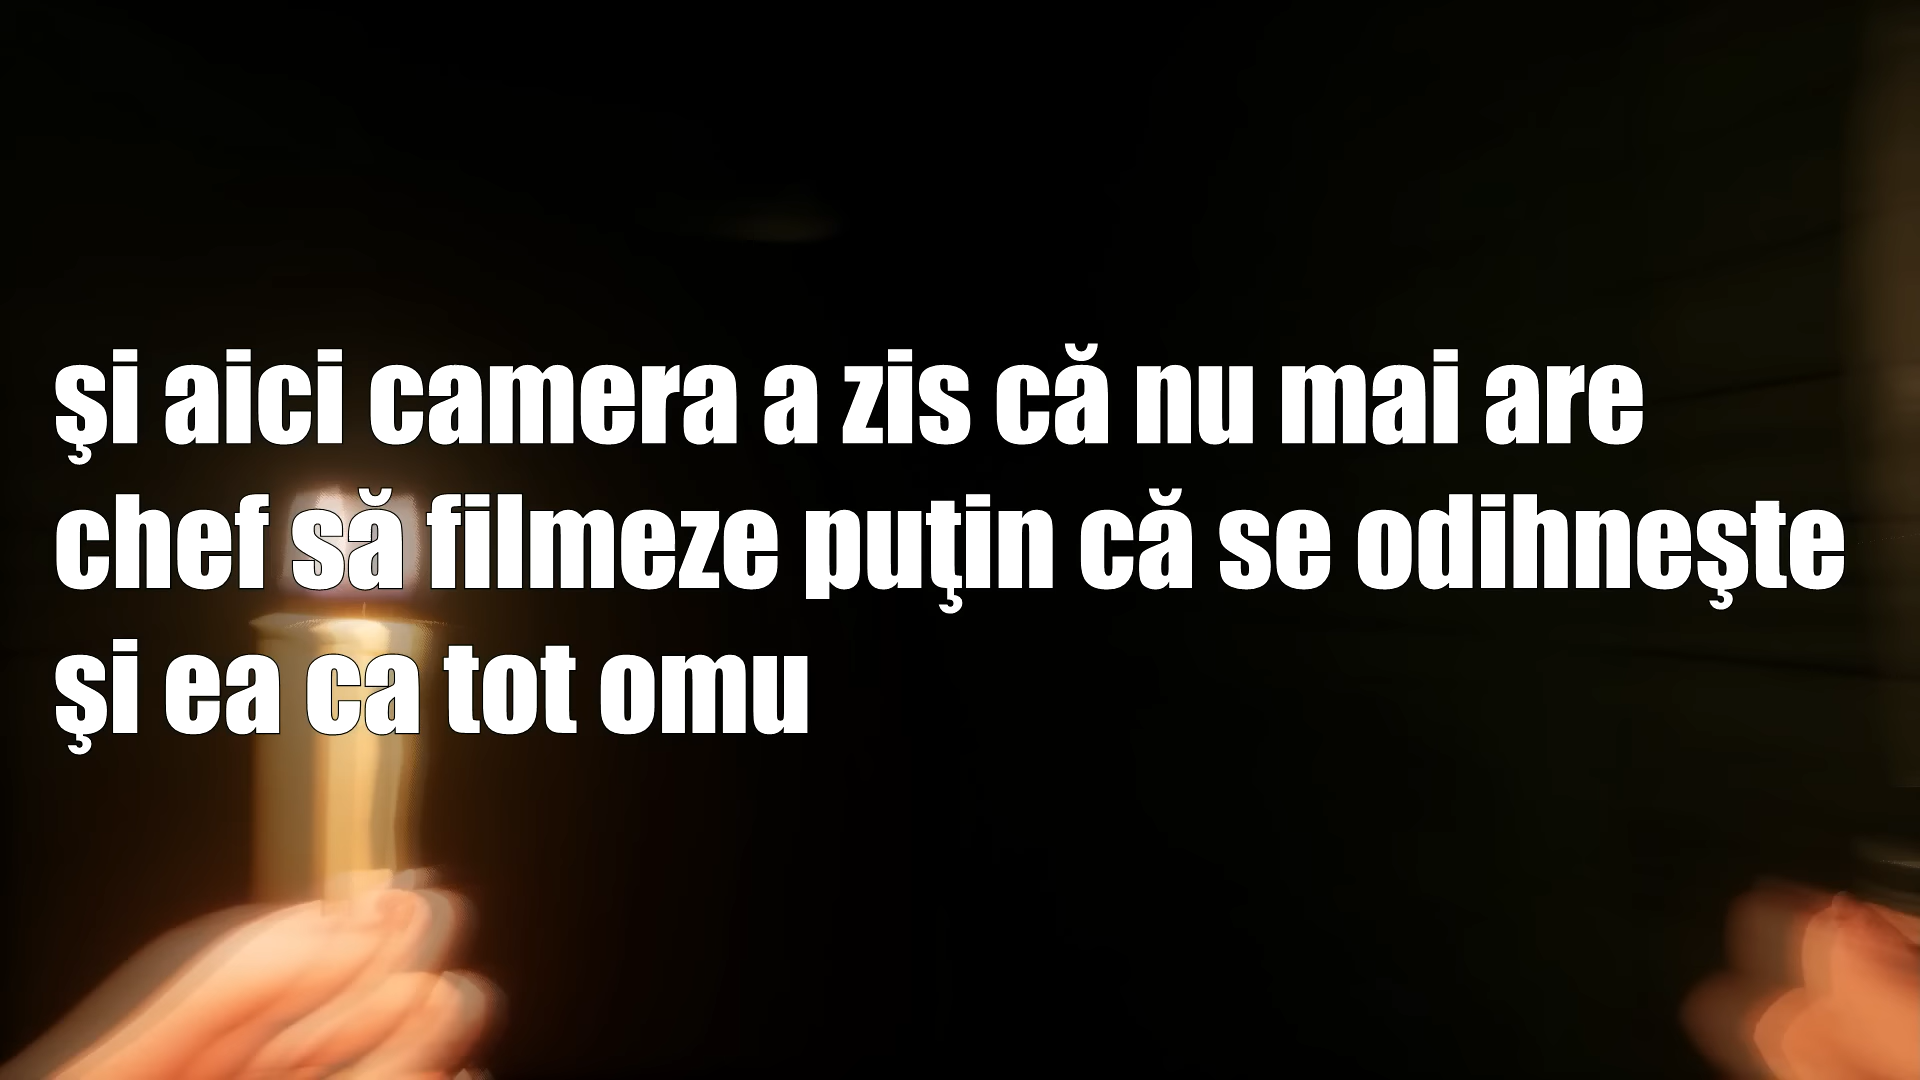 şi aici camera a zis că nu mai are
chef să filmeze puţin că se odihneşte
şi ea ca tot omu